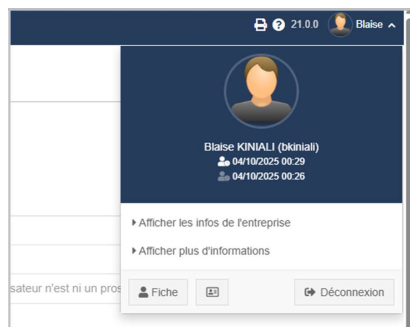 21.0.0 Blaise
Blaise KINIALI (bkiniali)
04/10/2025 00:29
04/10/2025 00:26
Afficher les infos de l'entreprise
Afficher plus d'informations
sateur n'est ni un pros
Fiche
Déconnexion